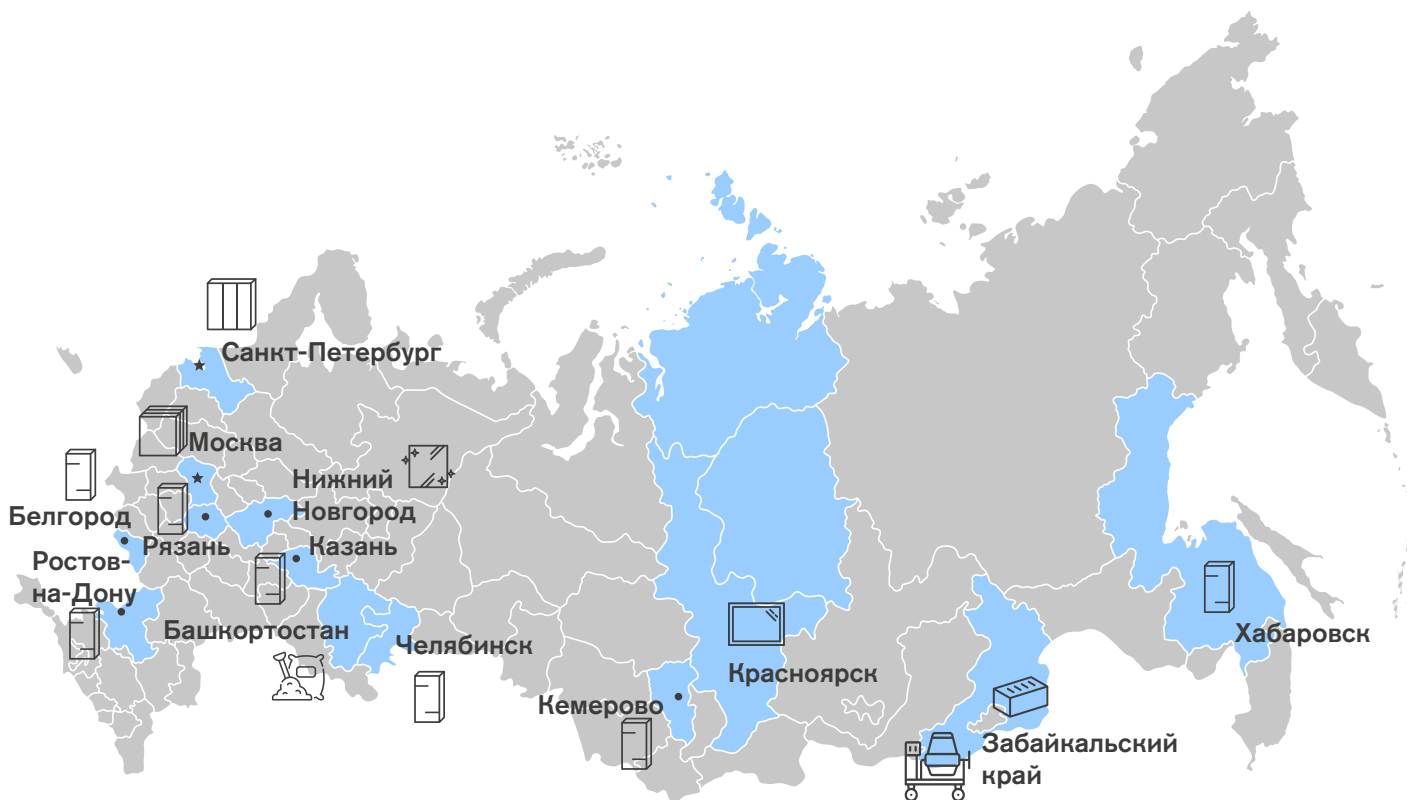 Санкт-Петербург
Москва
Нижний
Новгород
Белгород
Рязань
Казань
Ростов-
на-Дону
Башкортостан
Челябинск
Кемерово
Красноярск
Хабаровск
Забайкальский
край